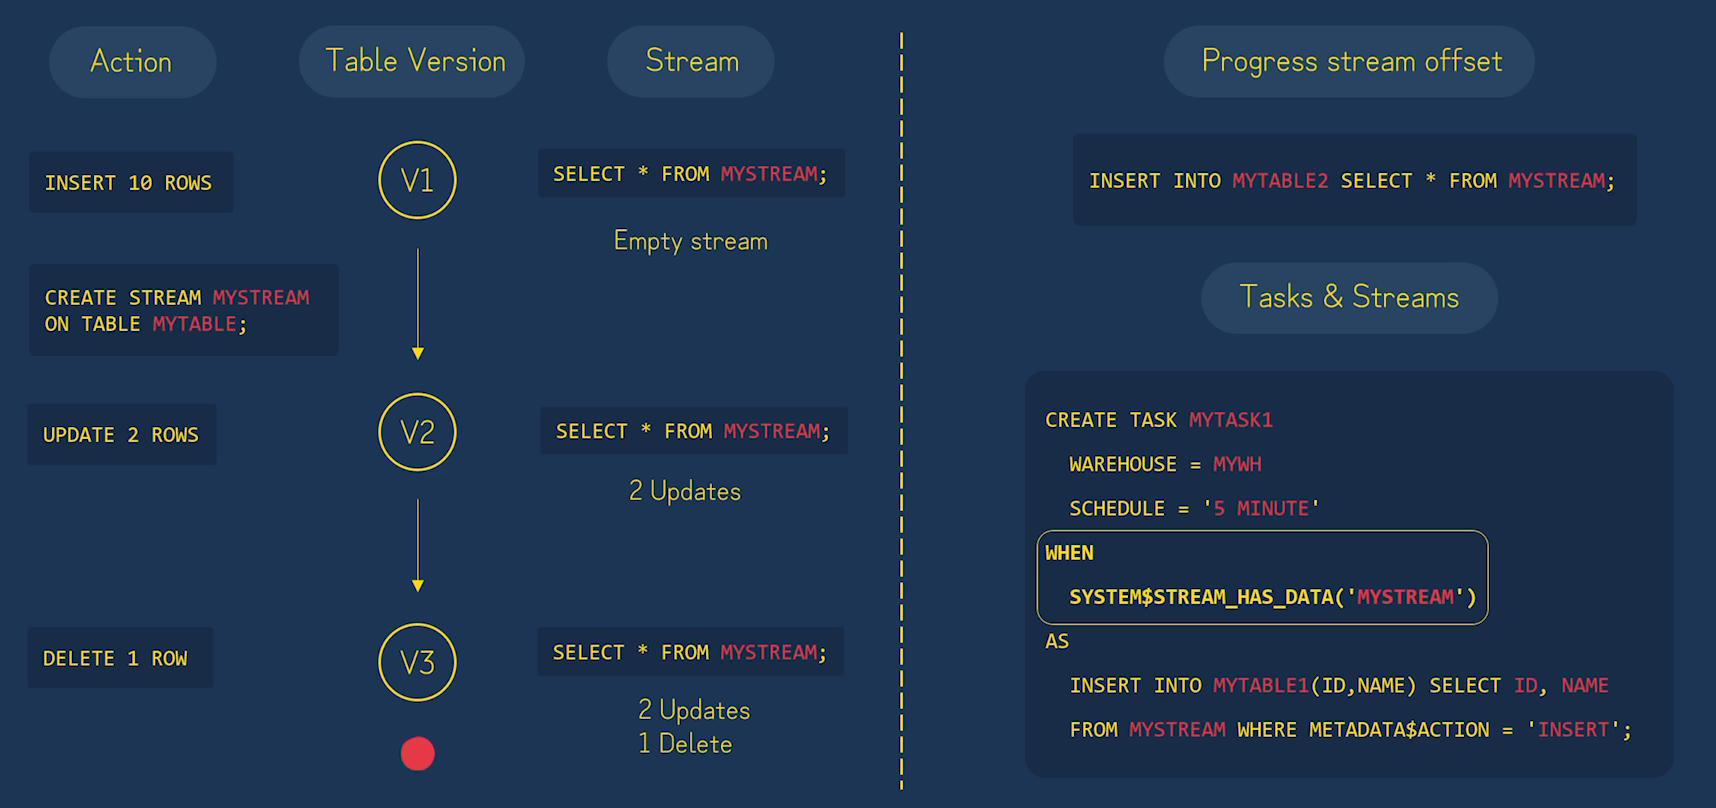 Action
Table Version
Stream
INSERT 10 ROWS
V1
SELECT * FROM MYSTREAM;
Empty stream
CREATE STREAM MYSTREAM
ON TABLE MYTABLE;
UPDATE 2 ROWS
V2
SELECT * FROM MYSTREAM;
2 Updates
DELETE 1 ROW
V3
SELECT * FROM MYSTREAM;
2 Updates
1 Delete
Progress stream offset
INSERT INTO MYTABLE2 SELECT * FROM MYSTREAM;
Tasks & Streams
CREATE TASK MYTASK1
WAREHOUSE = MYWH
SCHEDULE = '5 MINUTE'
WHEN
SYSTEM$STREAM_HAS_DATA('MYSTREAM')
AS
INSERT INTO MYTABLE1(ID,NAME) SELECT ID, NAME
FROM MYSTREAM WHERE METADATA$ACTION = 'INSERT';